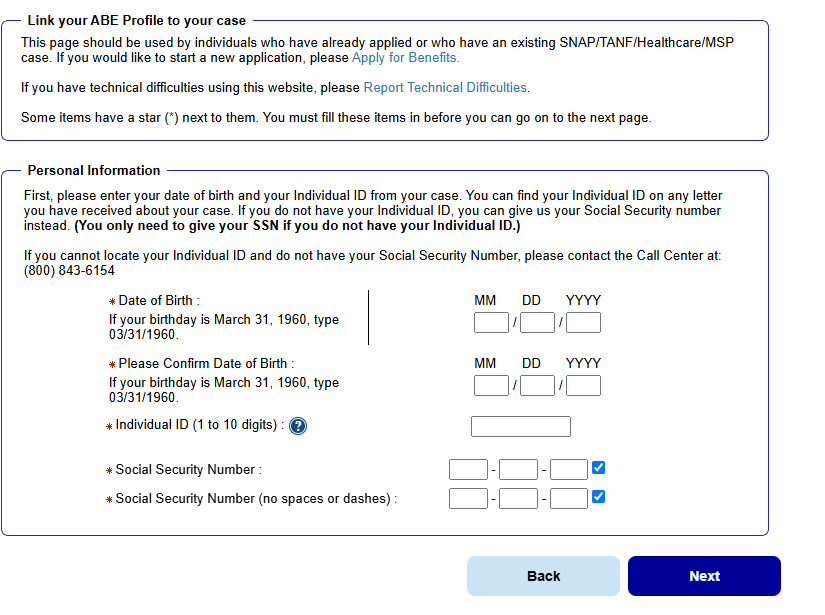 Link your ABE Profile to your case
This page should be used by individuals who have already applied or who have an existing SNAP/TANF/Healthcare/MSP
case. If you would like to start a new application, please Apply for Benefits.
If you have technical difficulties using this website, please Report Technical Difficulties.
Some items have a star (*) next to them. You must fill these items in before you can go on to the next page.
Personal Information
First, please enter your date of birth and your Individual ID from your case. You can find your Individual ID on any letter
you have received about your case. If you do not have your Individual ID, you can give us your Social Security number
instead. (You only need to give your SSN if you do not have your Individual ID.)
If you cannot locate your Individual ID and do not have your Social Security Number, please contact the Call Center at:
(800) 843-6154
* Date of Birth : MM DD YYYY
If your birthday is March 31, 1960, type / /
03/31/1960.
* Please Confirm Date of Birth : MM DD YYYY
If your birthday is March 31, 1960, type / /
03/31/1960.
* Individual ID (1 to 10 digits) : ?
* Social Security Number : - -
* Social Security Number (no spaces or dashes) : - -
Back Next